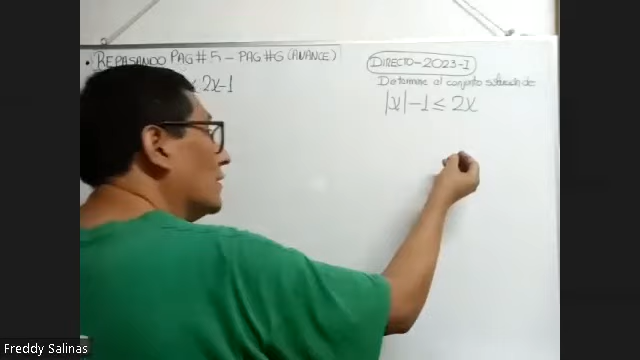 • REPASANDO PAG#5 - PAG#6 (AVANCE)
≤ 2x-1
DIRECTO-2023-I
Determine el conjunto solución de:
|x| - 1 ≤ 2x
Freddy Salinas